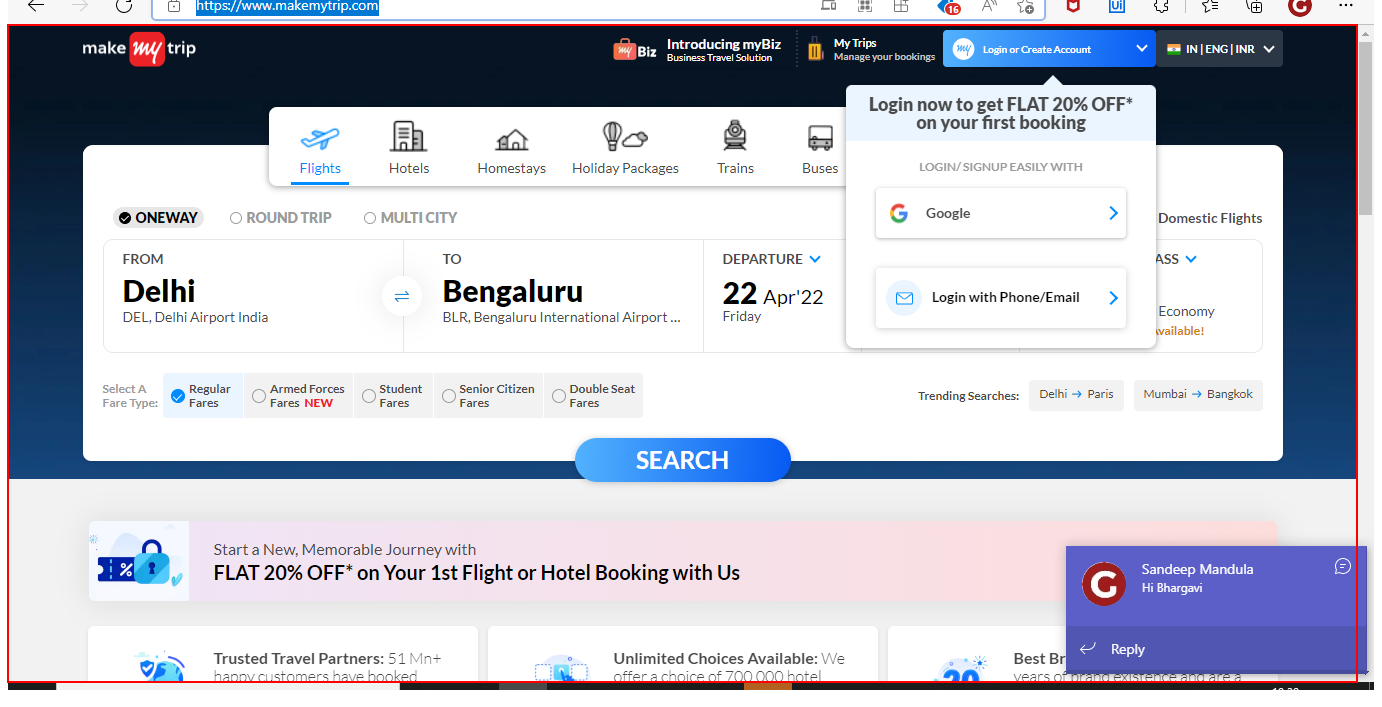 https://www.makemytrip.com
16
Ui
make my trip
my Biz
Introducing myBiz
Business Travel Solution
My Trips
Manage your bookings
my Login or Create Account
IN | ENG | INR
Login now to get FLAT 20% OFF*
on your first booking
LOGIN/ SIGNUP EASILY WITH
Google
Login with Phone/Email
Flights
Hotels
Homestays
Holiday Packages
Trains
Buses
ONEWAY
ROUND TRIP
MULTI CITY
Domestic Flights
FROM
Delhi
DEL, Delhi Airport India
TO
Bengaluru
BLR, Bengaluru International Airport ...
DEPARTURE
22 Apr'22
Friday
ASS
Economy
Available!
Select A
Fare Type:
Regular
Fares
Armed Forces
Fares NEW
Student
Fares
Senior Citizen
Fares
Double Seat
Fares
Trending Searches:
Delhi → Paris
Mumbai → Bangkok
SEARCH
Start a New, Memorable Journey with
FLAT 20% OFF* on Your 1st Flight or Hotel Booking with Us
Trusted Travel Partners: 51 Mn+
happy customers have booked
Unlimited Choices Available: We
offer a choice of 700,000 hotel
Best Br
years of brand existence and are a
Sandeep Mandula
Hi Bhargavi
Reply